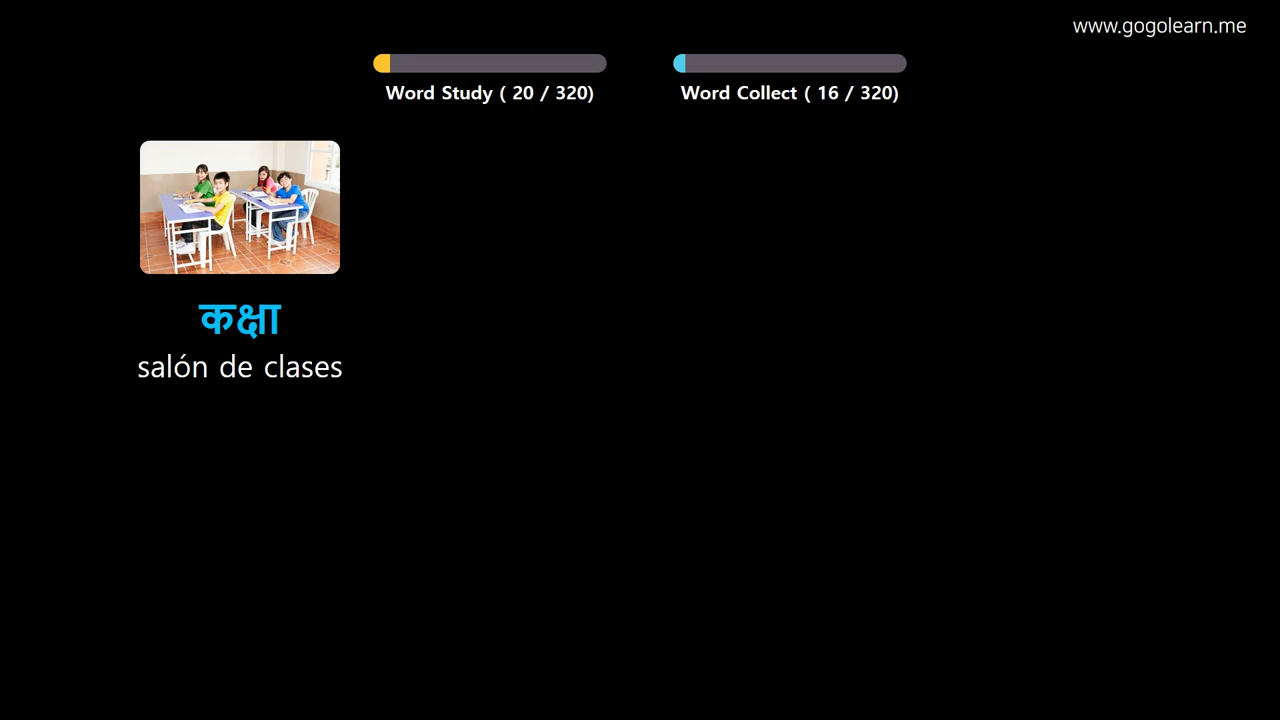 www.gogolearn.me
Word Study ( 20 / 320)
Word Collect ( 16 / 320)
कक्षा
salón de clases